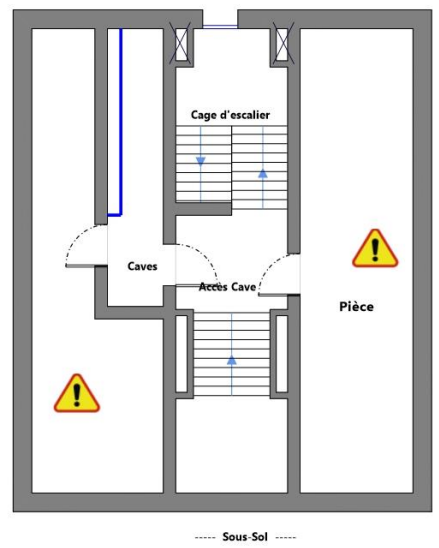 Cage d'escalier
Caves
Accès Cave
Pièce
----- Sous-Sol -----